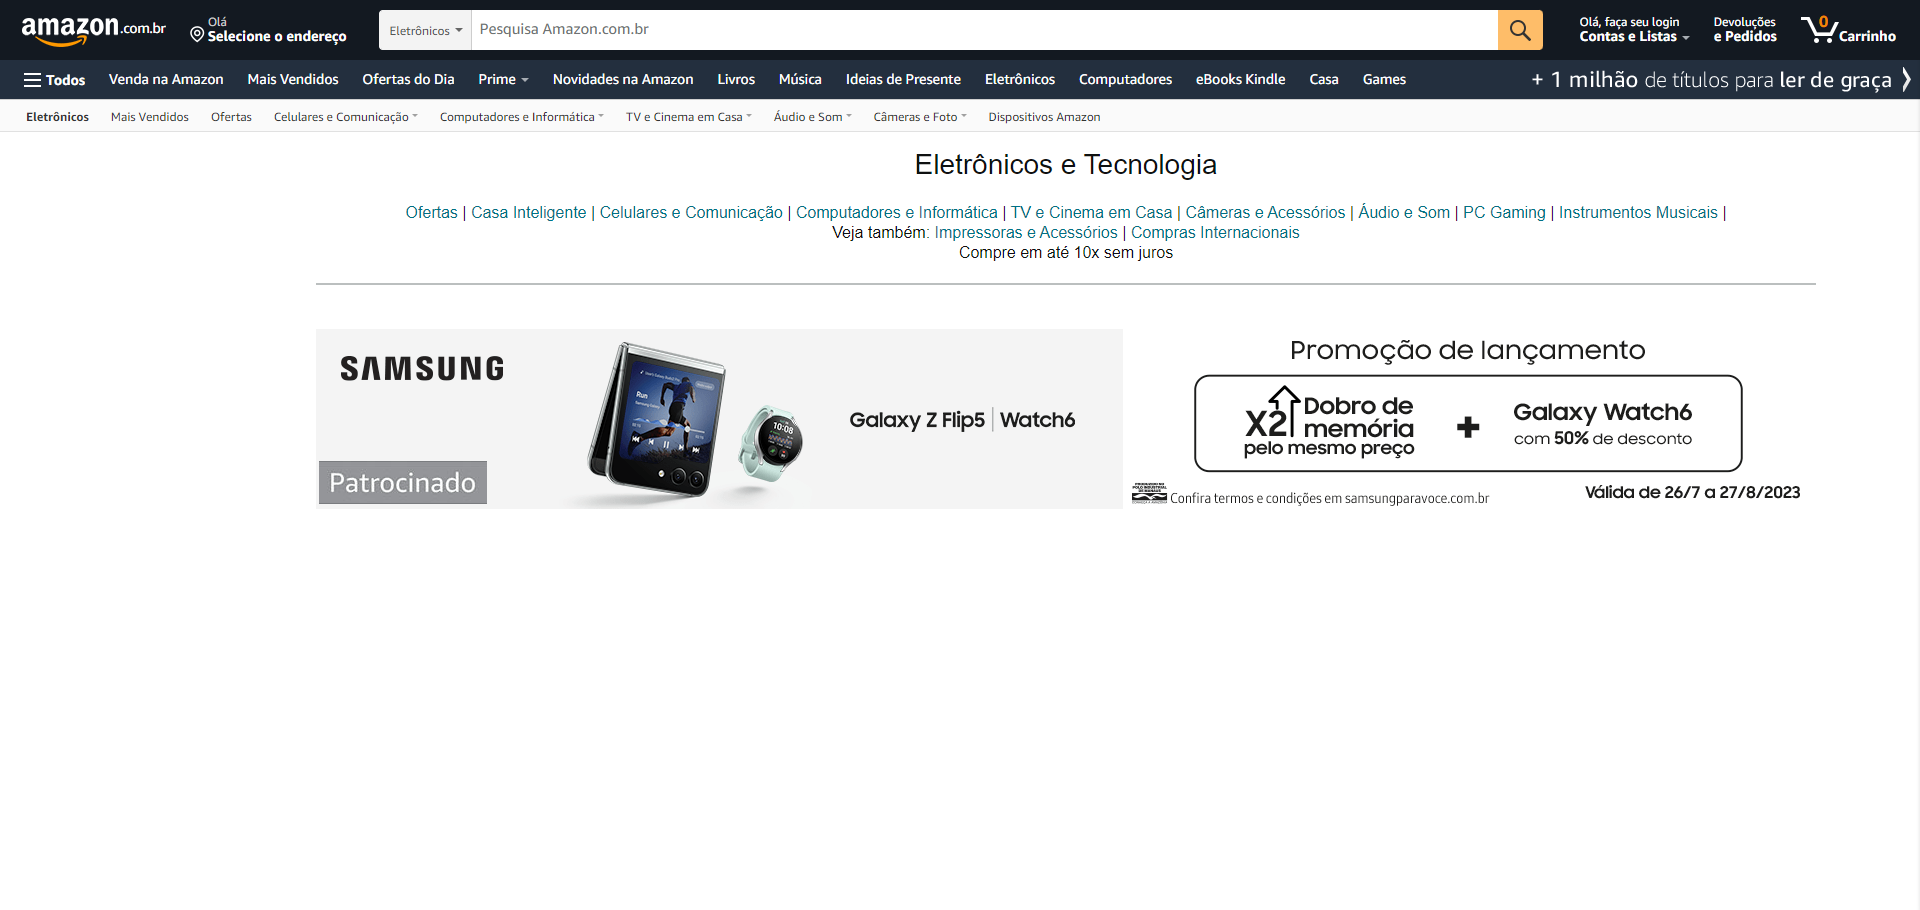 amazon.com.br
Olá
Selecione o endereço
Eletrônicos
Pesquisa Amazon.com.br
Olá, faça seu login
Contas e Listas
Devoluções
e Pedidos
0
Carrinho
Todos Venda na Amazon Mais Vendidos Ofertas do Dia Prime Novidades na Amazon Livros Música Ideias de Presente Eletrônicos Computadores eBooks Kindle Casa Games
+ 1 milhão de títulos para ler de graça
Eletrônicos Mais Vendidos Ofertas Celulares e Comunicação Computadores e Informática TV e Cinema em Casa Áudio e Som Câmeras e Foto Dispositivos Amazon
Eletrônicos e Tecnologia
Ofertas | Casa Inteligente | Celulares e Comunicação | Computadores e Informática | TV e Cinema em Casa | Câmeras e Acessórios | Áudio e Som | PC Gaming | Instrumentos Musicais |
Veja também: Impressoras e Acessórios | Compras Internacionais
Compre em até 10x sem juros
SAMSUNG
Run
10:08
Galaxy Z Flip5 | Watch6
Patrocinado
Promoção de lançamento
X2 Dobro de
memória
pelo mesmo preço
+
Galaxy Watch6
com 50% de desconto
Confira termos e condições em samsungparavoce.com.br
Válida de 26/7 a 27/8/2023